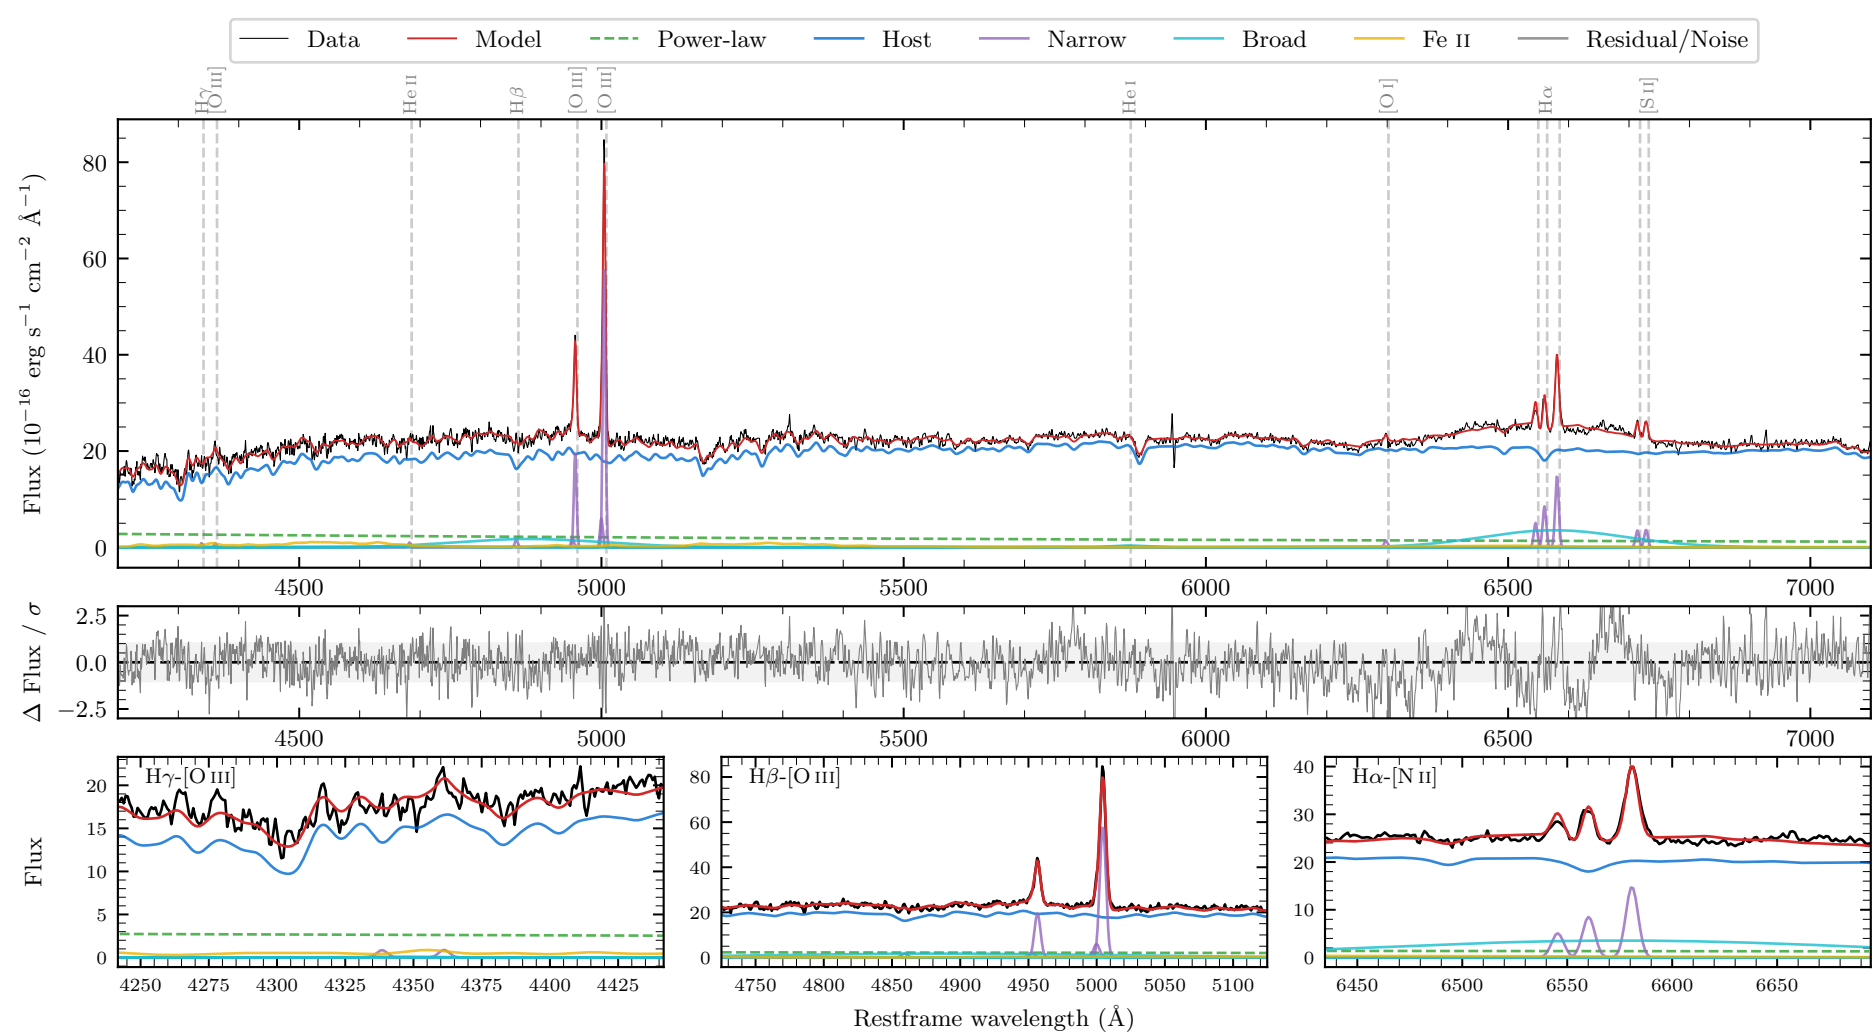 Data Model Power-law Host Narrow Broad Fe II Residual/Noise
Hγ [O III] He II Hβ [O III] [O III] He I [O I] Hα [S II]
Flux (10⁻¹⁶ erg s⁻¹ cm⁻² Å⁻¹)
80
60
40
20
0
4500 5000 5500 6000 6500 7000
Δ Flux / σ
2.5
0.0
−2.5
4500 5000 5500 6000 6500 7000
Flux
Hγ-[O III]
20
15
10
5
0
4250 4275 4300 4325 4350 4375 4400 4425
Hβ-[O III]
80
60
40
20
0
4750 4800 4850 4900 4950 5000 5050 5100
Hα-[N II]
40
30
20
10
0
6450 6500 6550 6600 6650
Restframe wavelength (Å)